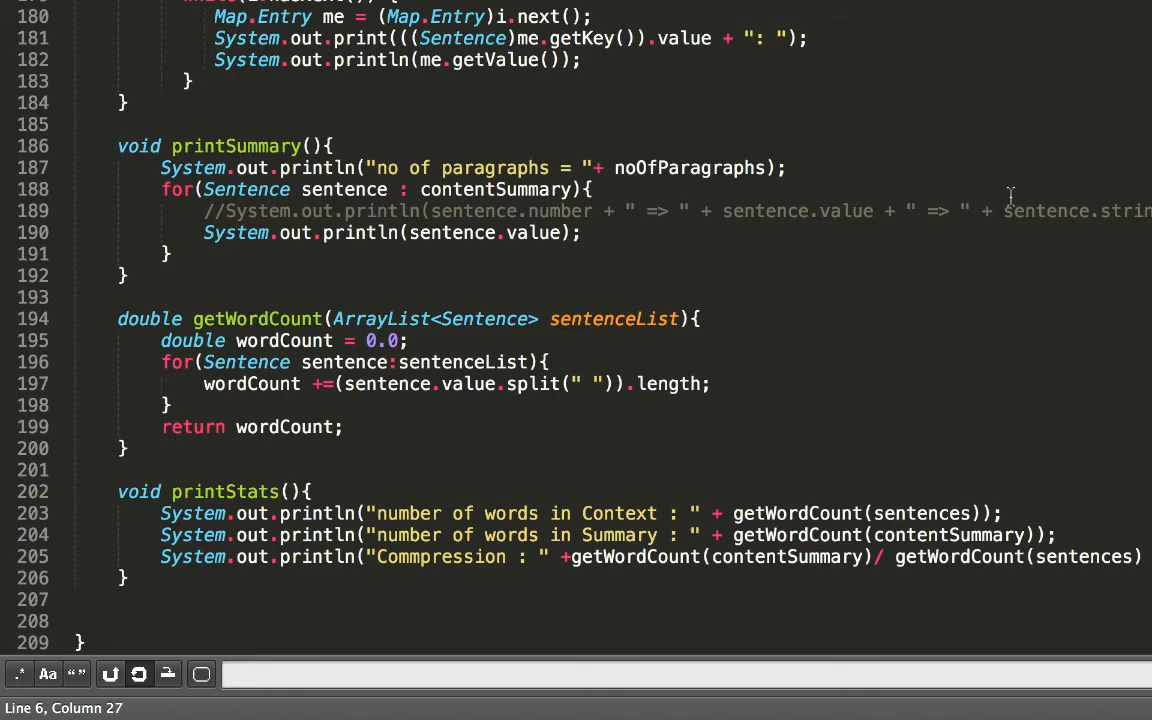 180 Map.Entry me = (Map.Entry)i.next();
181 System.out.print(((Sentence)me.getKey()).value + ": ");
182 System.out.println(me.getValue());
183 }
184 }
185
186 void printSummary(){
187 System.out.println("no of paragraphs = "+ noOfParagraphs);
188 for(Sentence sentence : contentSummary){
189 //System.out.println(sentence.number + " => " + sentence.value + " => " + sentence.strin
190 System.out.println(sentence.value);
191 }
192 }
193
194 double getWordCount(ArrayList<Sentence> sentenceList){
195 double wordCount = 0.0;
196 for(Sentence sentence:sentenceList){
197 wordCount +=(sentence.value.split(" ")).length;
198 }
199 return wordCount;
200 }
201
202 void printStats(){
203 System.out.println("number of words in Context : " + getWordCount(sentences));
204 System.out.println("number of words in Summary : " + getWordCount(contentSummary));
205 System.out.println("Commpression : " +getWordCount(contentSummary)/ getWordCount(sentences)
206 }
207
208
209 }
.* Aa “”
Line 6, Column 27